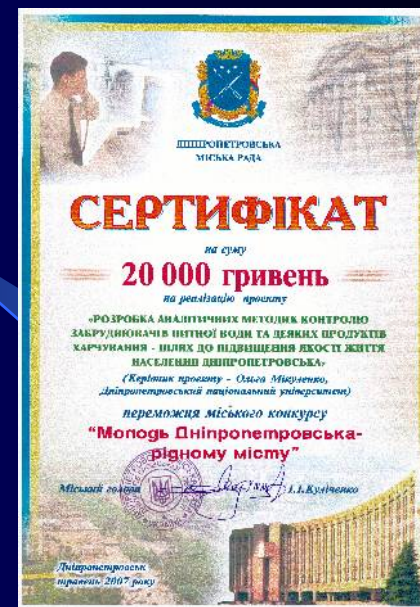 ДНІПРОПЕТРОВСЬКА
МІСЬКА РАДА
СЕРТИФІКАТ
на суму
20 000 гривень
на реалізацію проекту
«РОЗРОБКА АНАЛІТИЧНИХ МЕТОДИК КОНТРОЛЮ
ЗАБРУДНЮВАЧІВ ПИТНОЇ ВОДИ ТА ДЕЯКИХ ПРОДУКТІВ
ХАРЧУВАННЯ - ШЛЯХ ДО ПІДВИЩЕННЯ ЯКОСТІ ЖИТТЯ
НАСЕЛЕННЯ ДНІПРОПЕТРОВСЬКА»
(Керівник проекту - Ольга
Дніпропетровський національний університет)
переможця міського конкурсу
"Молодь Дніпропетровська-
рідному місту"
Міський голова І.І.Куліченко
Дніпропетровськ
травень 2007 року